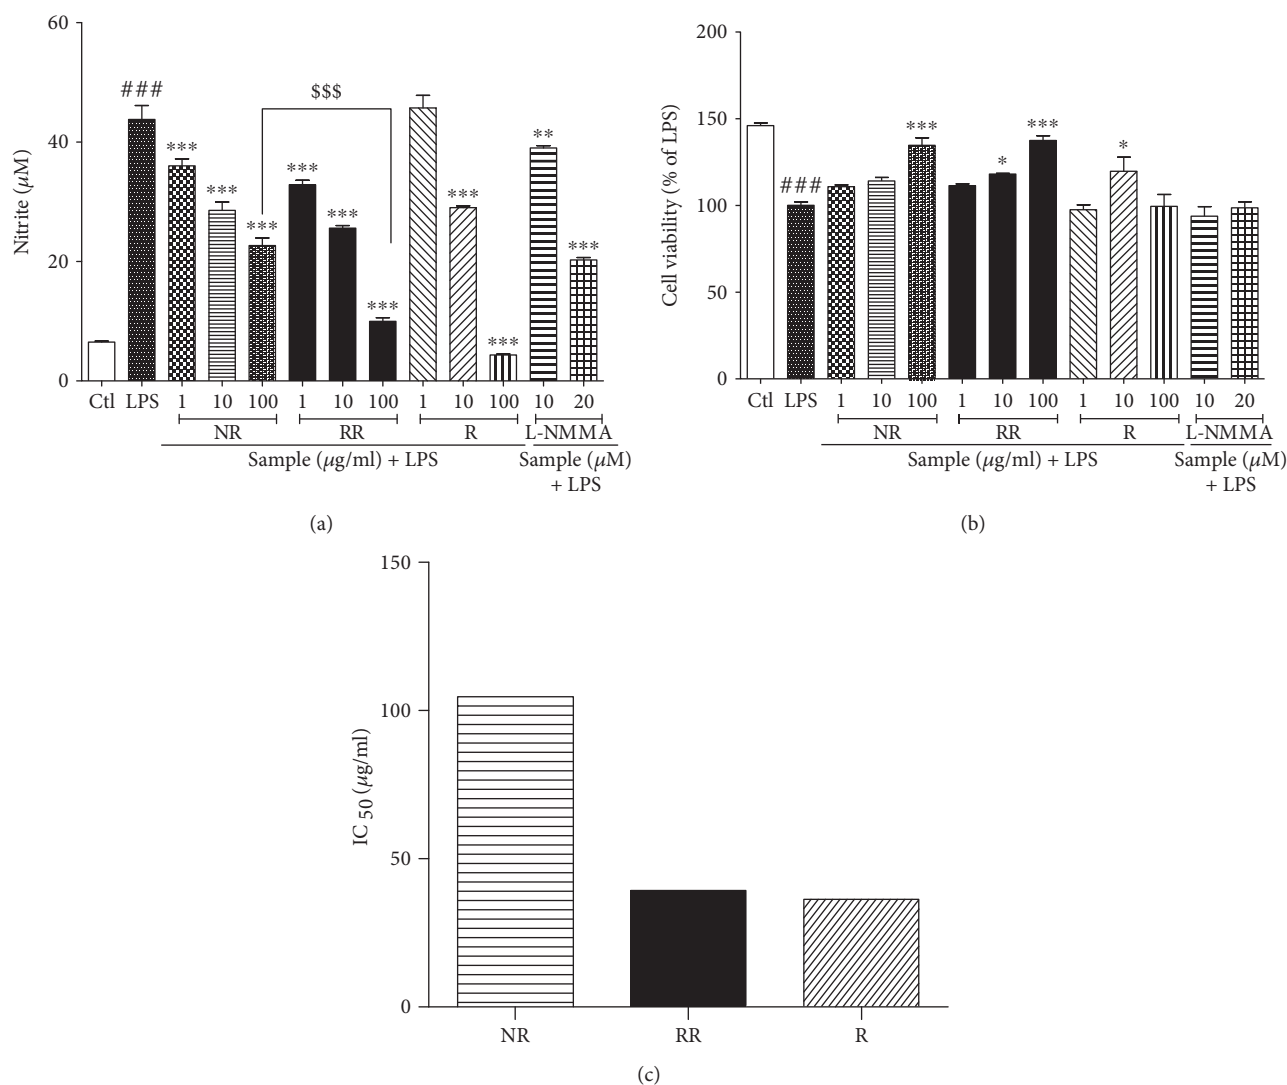 60
40
20
0
Nitrite (μM)
###
***
***
***
$$$
***
***
***
***
***
**
***
Ctl LPS 1 10 100 1 10 100 1 10 100 10 20
NR RR R L-NMMA
Sample (μg/ml) + LPS Sample (μM)
+ LPS
(a)
200
150
100
50
0
Cell viability (% of LPS)
###
***
*
***
*
Ctl LPS 1 10 100 1 10 100 1 10 100 10 20
NR RR R L-NMMA
Sample (μg/ml) + LPS Sample (μM)
+ LPS
(b)
150
100
50
0
IC 50 (μg/ml)
NR RR R
(c)